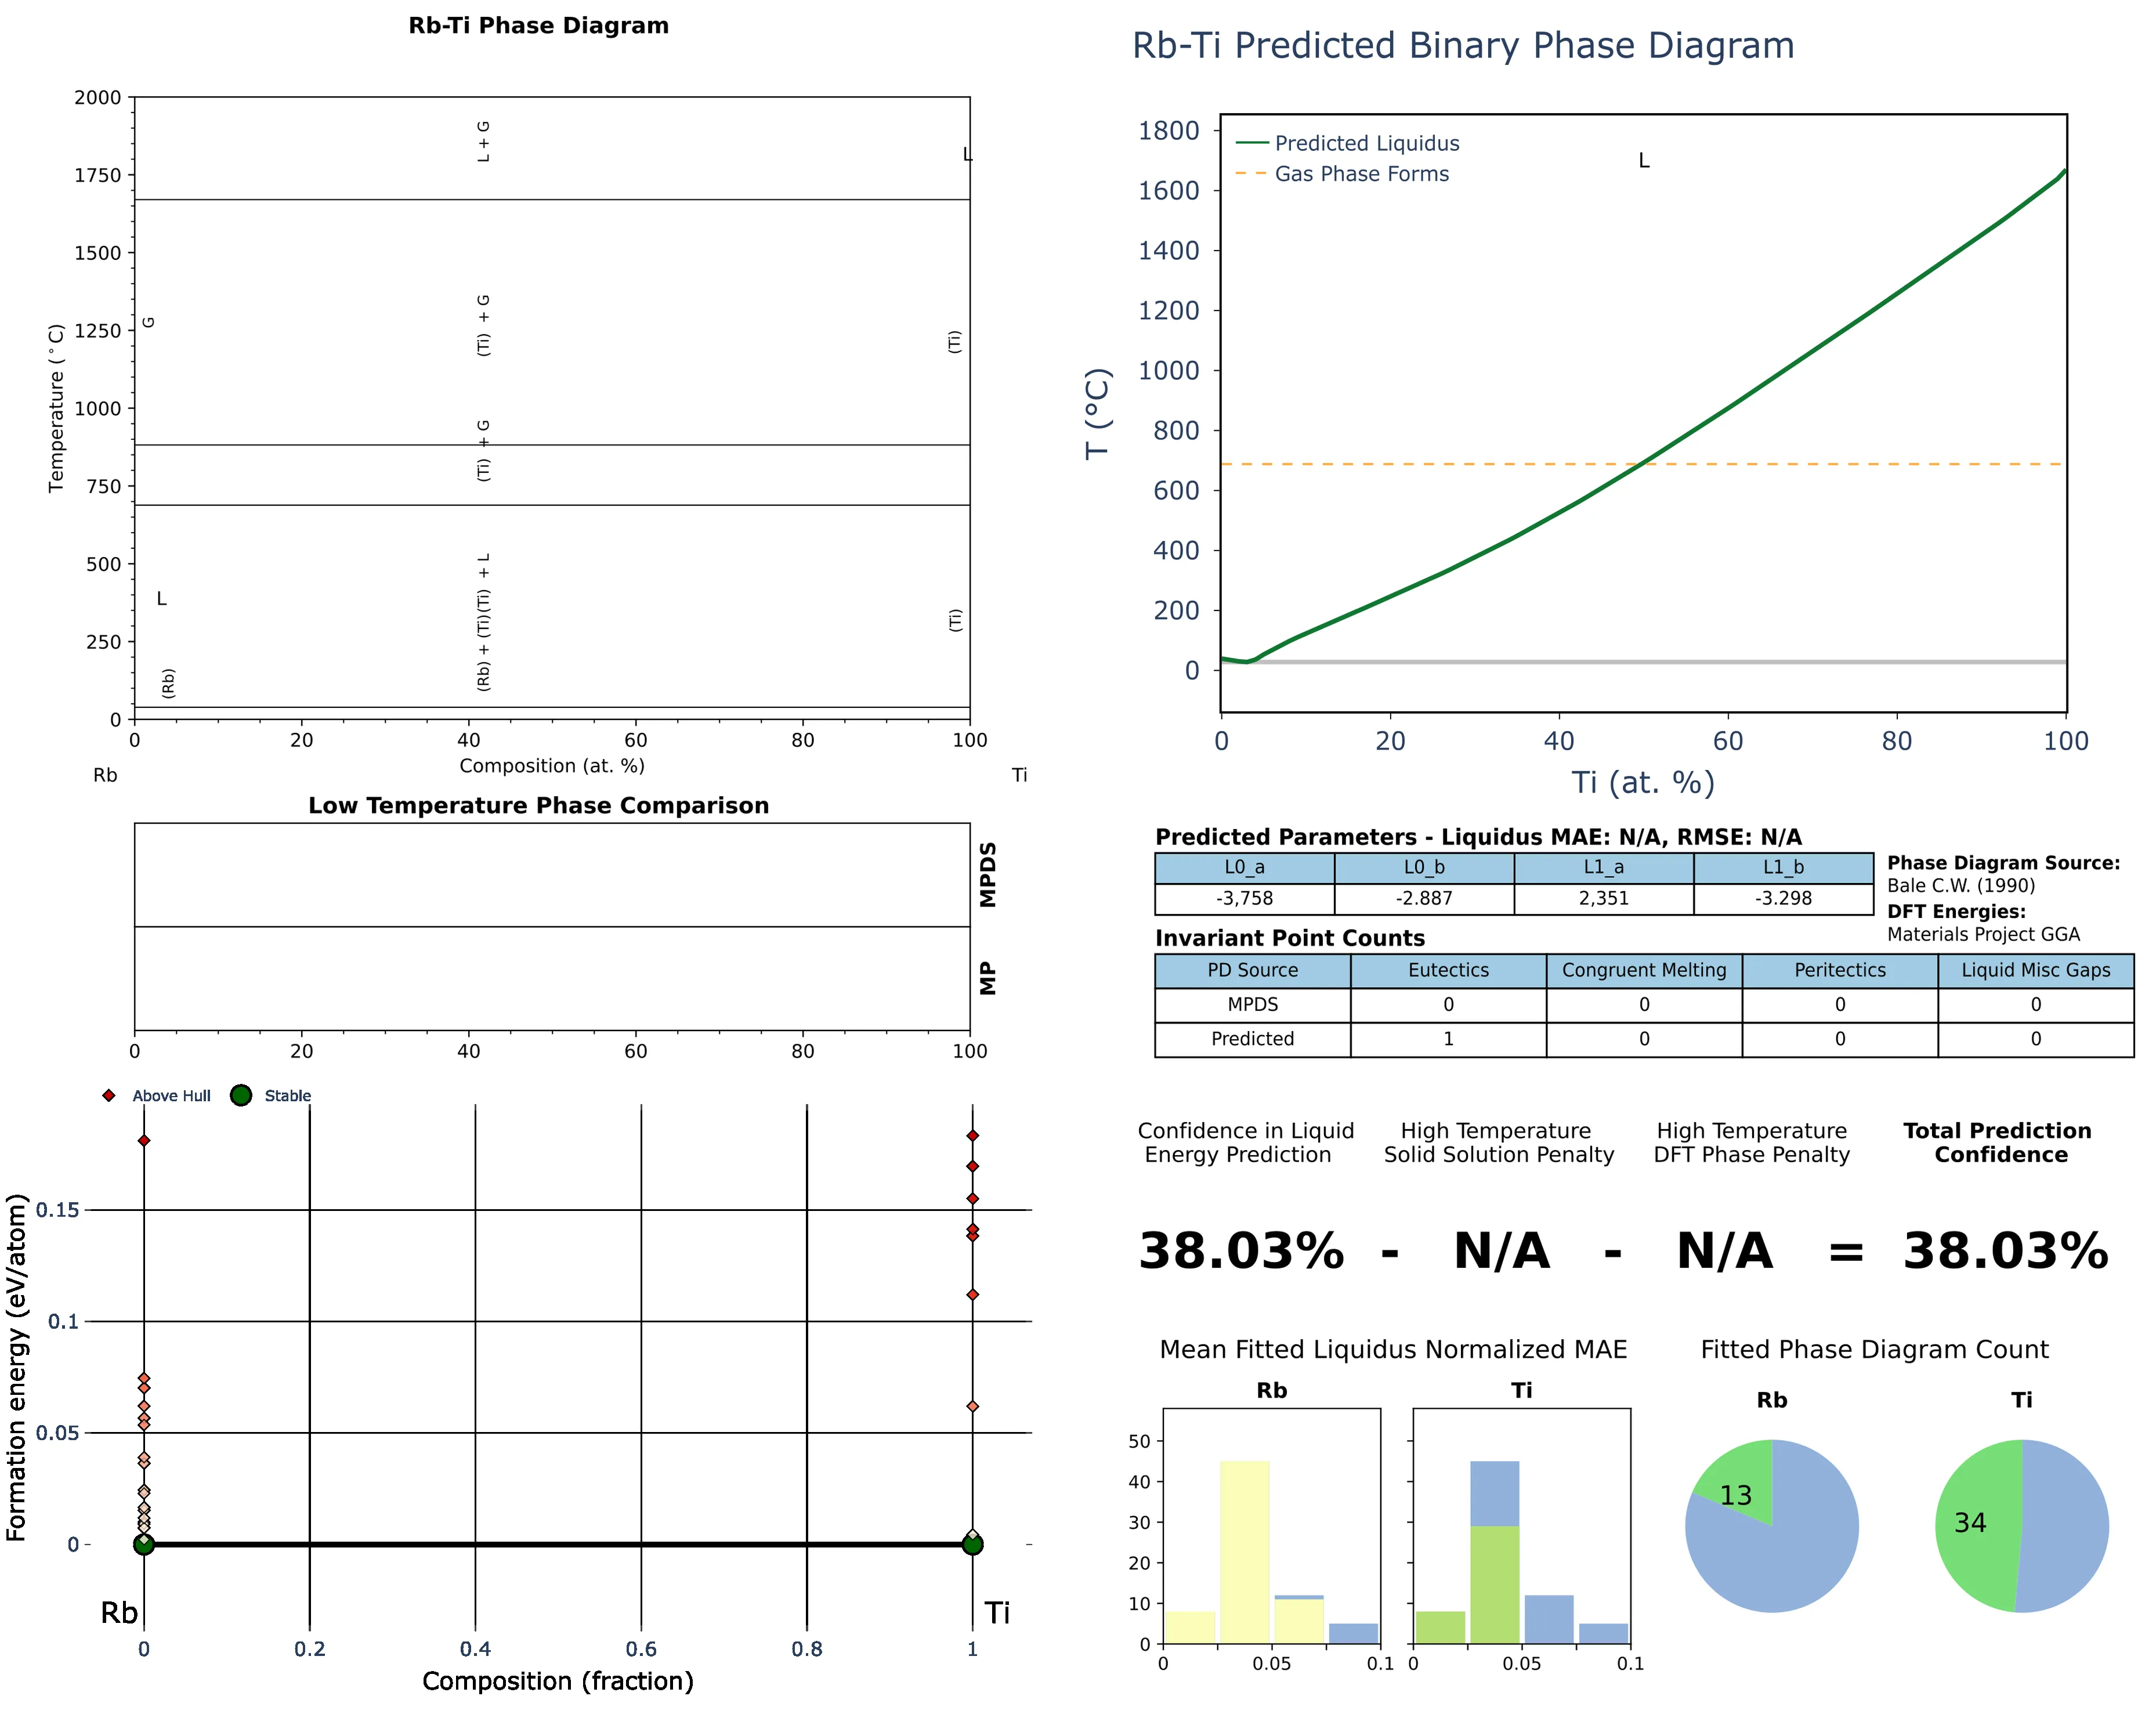 Rb-Ti Phase Diagram
2000
1750
1500
1250
1000
750
500
250
0
Temperature (°C)
L + G
L
G
(Ti) + G
(Ti)
(Ti) + G
L
(Rb) + (Ti)(Ti) + L
(Ti)
(Rb)
0 20 40 60 80 100
Composition (at. %)
Rb
Ti
Low Temperature Phase Comparison
MPDS
MP
0 20 40 60 80 100
Above Hull
Stable
0.15
0.1
0.05
0
Formation energy (eV/atom)
Rb
Ti
0 0.2 0.4 0.6 0.8 1
Composition (fraction)
Rb-Ti Predicted Binary Phase Diagram
Predicted Liquidus
Gas Phase Forms
L
1800
1600
1400
1200
1000
800
600
400
200
0
T (°C)
0 20 40 60 80 100
Ti (at. %)
Predicted Parameters - Liquidus MAE: N/A, RMSE: N/A
L0_a L0_b L1_a L1_b
-3,758 -2.887 2,351 -3.298
Phase Diagram Source:
Bale C.W. (1990)
DFT Energies:
Materials Project GGA
Invariant Point Counts
PD Source Eutectics Congruent Melting Peritectics Liquid Misc Gaps
MPDS 0 0 0 0
Predicted 1 0 0 0
Confidence in Liquid
Energy Prediction
High Temperature
Solid Solution Penalty
High Temperature
DFT Phase Penalty
Total Prediction
Confidence
38.03% - N/A - N/A = 38.03%
Mean Fitted Liquidus Normalized MAE
Rb
Ti
50
40
30
20
10
0
0 0.05 0.1
0 0.05 0.1
Fitted Phase Diagram Count
Rb
13
Ti
34